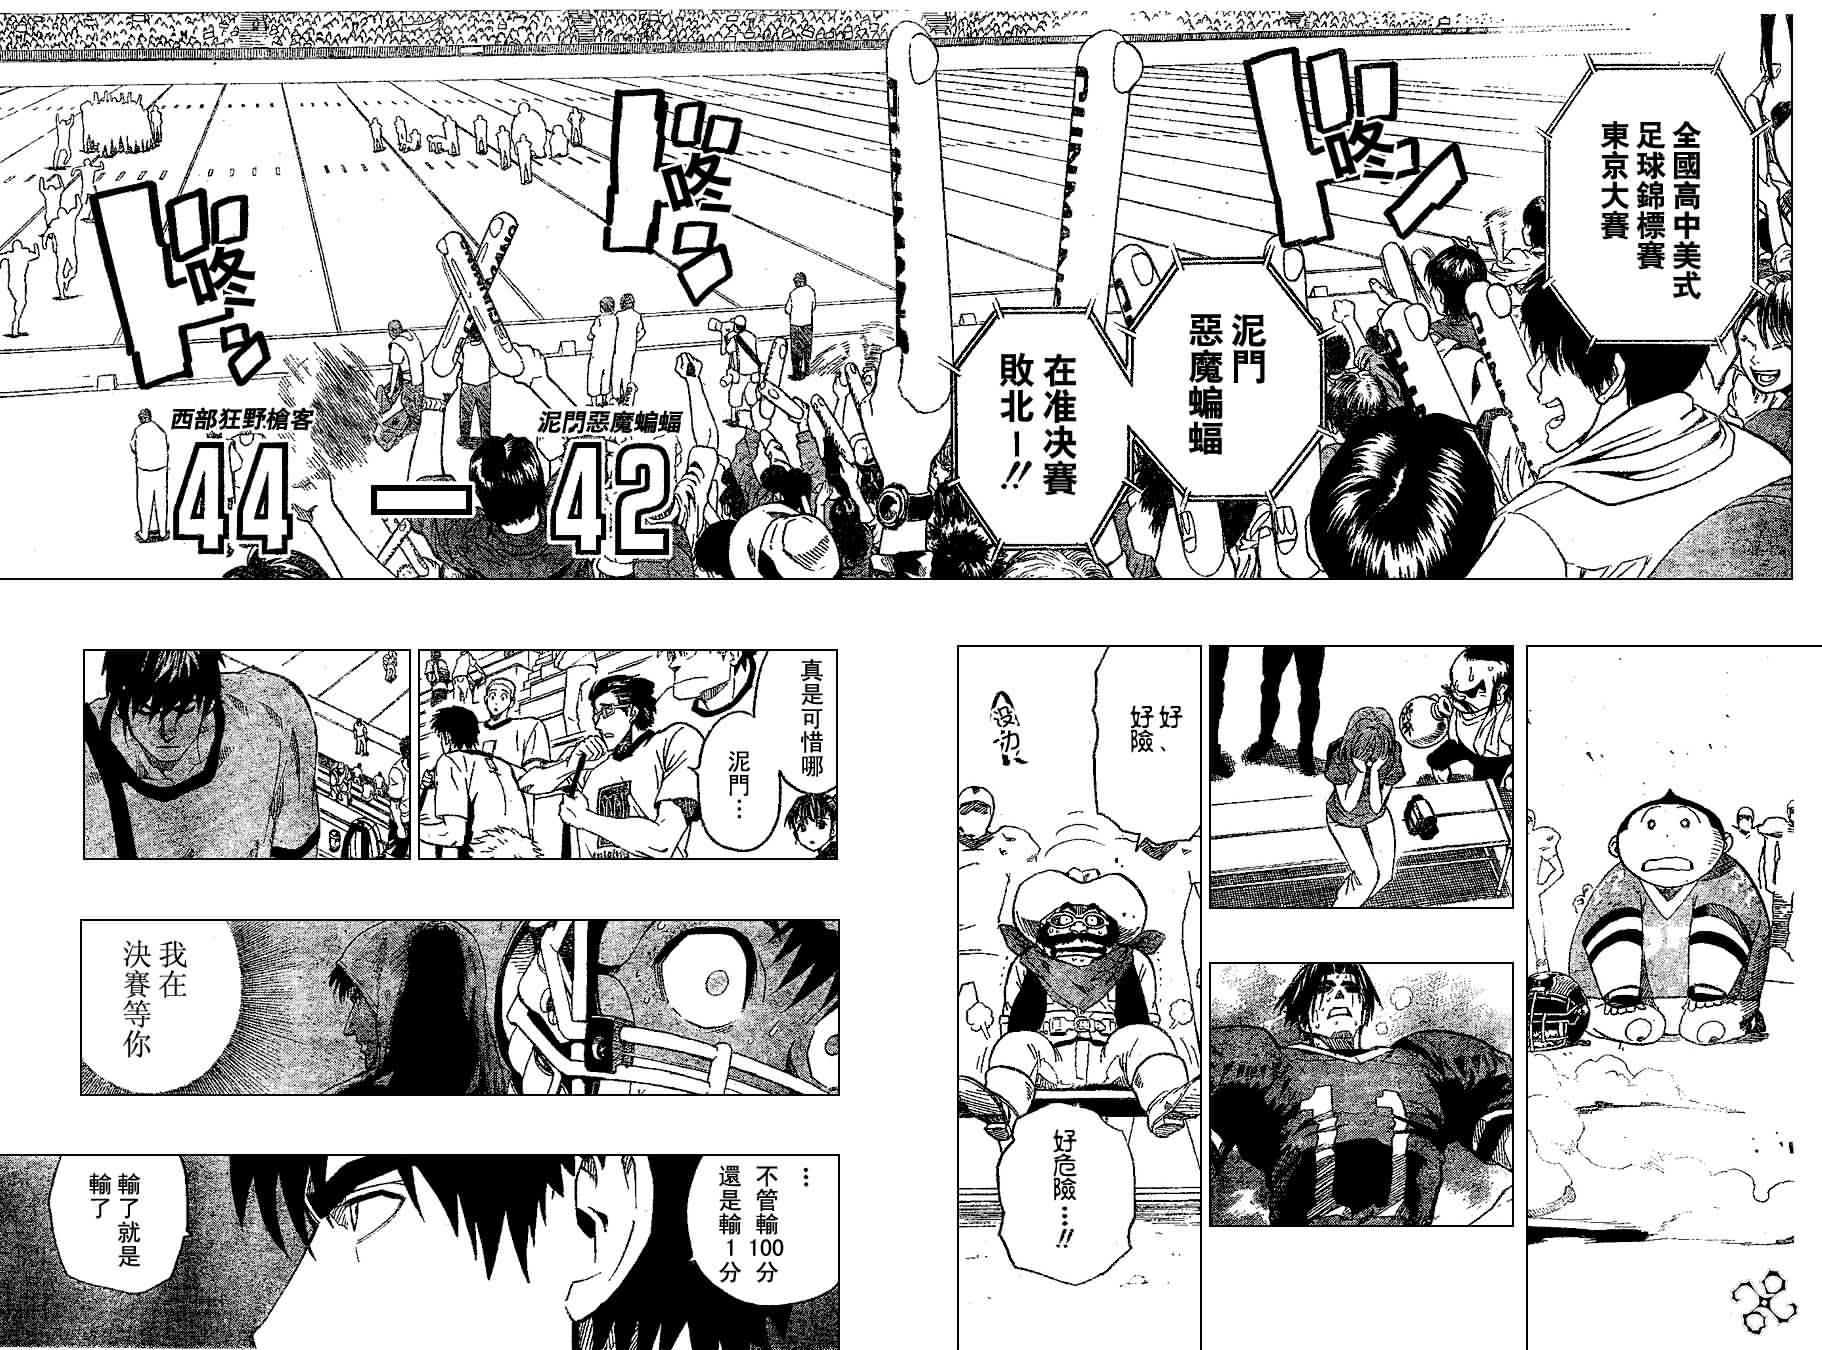 全國高中美式
足球錦標賽
東京大賽
泥門
惡魔蝙蝠
在准决賽
敗北ー!!
咚
咚
咚
西部狂野槍客
泥門惡魔蝙蝠
44 — 42
好、
好險
好危險…!!
真是可惜哪
泥門…
我在
決賽等你
…
不管輸100分
還是輸1分
輸了就是
輸了
11